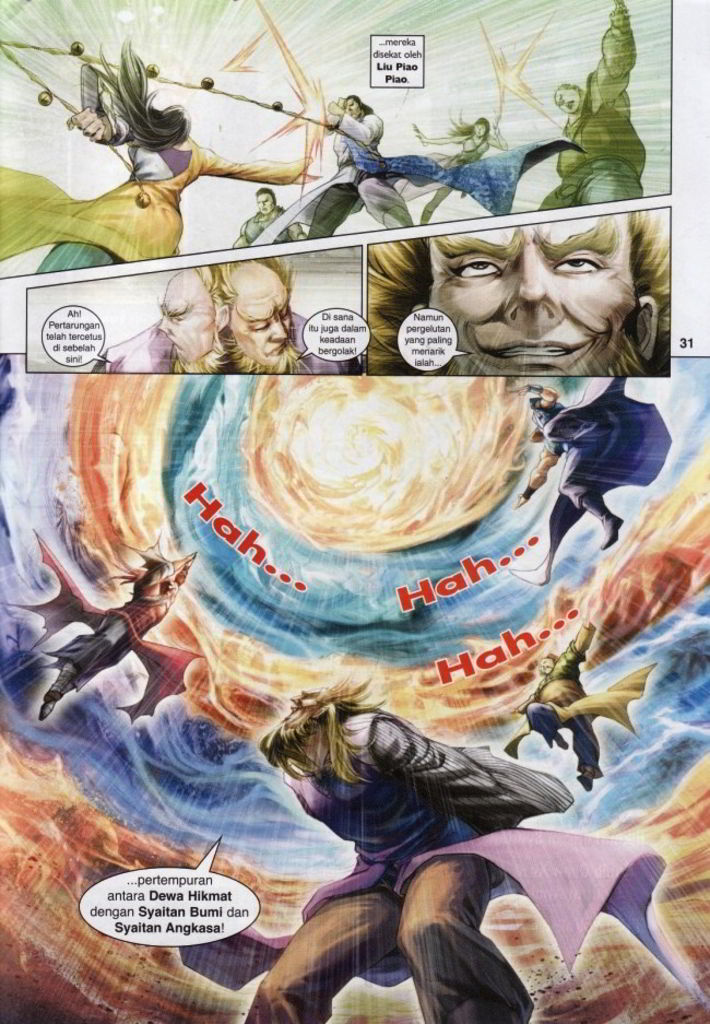 ...mereka
disekat oleh
Liu Piao
Piao.
Ah!
Pertarungan
telah tercetus
di sebelah
sini!
Di sana
itu juga dalam
keadaan
bergolak!
Namun
pergelutan
yang paling
menarik
ialah...
31
Hah...
Hah...
Hah...
...pertempuran
antara Dewa Hikmat
dengan Syaitan Bumi dan
Syaitan Angkasa!